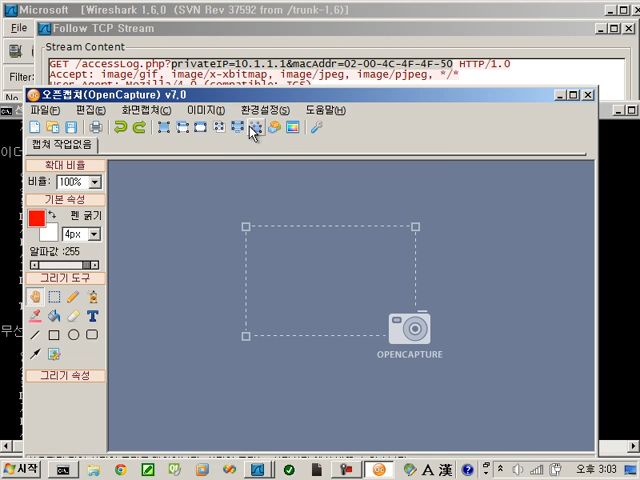 Microsoft [Wireshark 1.6.0 (SVN Rev 37592 from /trunk-1.6)]
File
Follow TCP Stream
Stream Content
Filter:
GET /accessLog.php?privateIP=10.1.1.1&macAddr=02-00-4C-4F-4F-50 HTTP/1.0
Accept: image/gif, image/x-xbitmap, image/jpeg, image/pjpeg, */*
No.
오픈캡쳐(OpenCapture) v7.0
파일(F) 편집(E) 화면캡쳐(C) 이미지(I) 환경설정(S) 도움말(H)
캡쳐 작업없음
이더
확대 비율
비율: 100%
기본 속성
펜 굵기
4px
알파값 :255
그리기 도구
T
무선
OPENCAPTURE
그리기 속성
시작
A 漢
오후 3:03